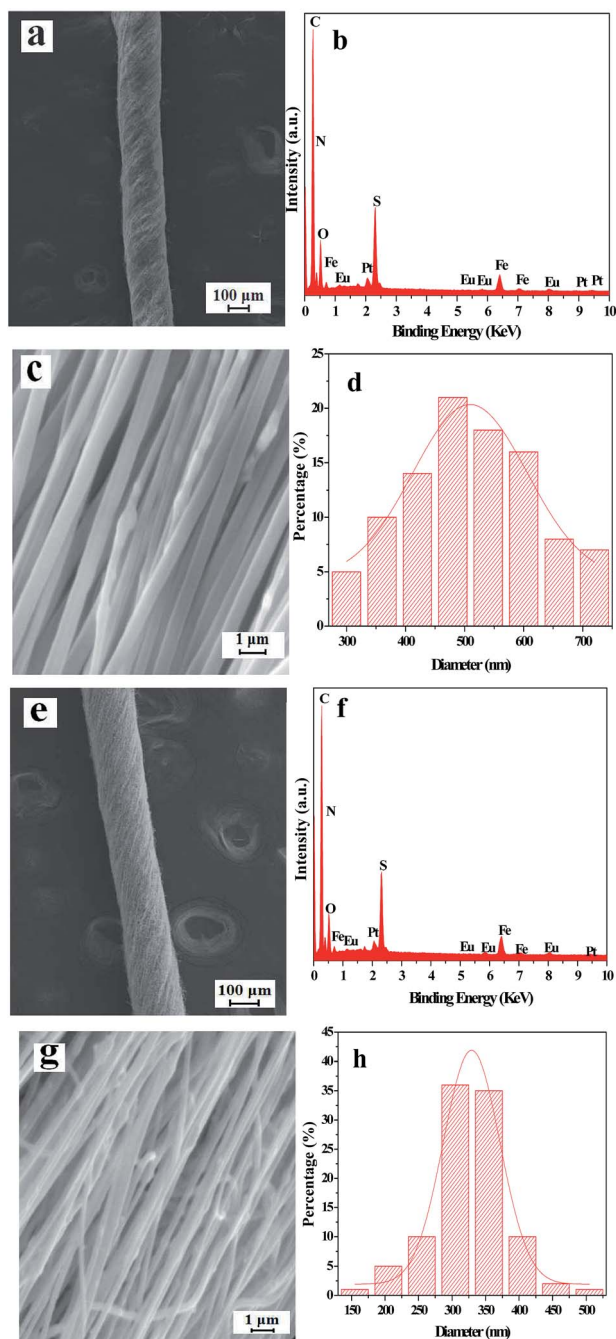 a
100 µm
b
C
N
O
Fe
Eu
Pt
S
Eu
Eu
Fe
Fe
Eu
Pt
Pt
Intensity (a.u.)
0 1 2 3 4 5 6 7 8 9 10
Binding Energy (KeV)
c
1 µm
d
25
20
15
10
5
0
Percentage (%)
300 400 500 600 700
Diameter (nm)
e
100 µm
f
C
N
O
Fe
Eu
Pt
S
Eu
Eu
Fe
Fe
Eu
Pt
Intensity (a.u.)
0 1 2 3 4 5 6 7 8 9 10
Binding Energy (KeV)
g
1 µm
h
45
40
35
30
25
20
15
10
5
0
Percentage (%)
150 200 250 300 350 400 450 500
Diameter (nm)